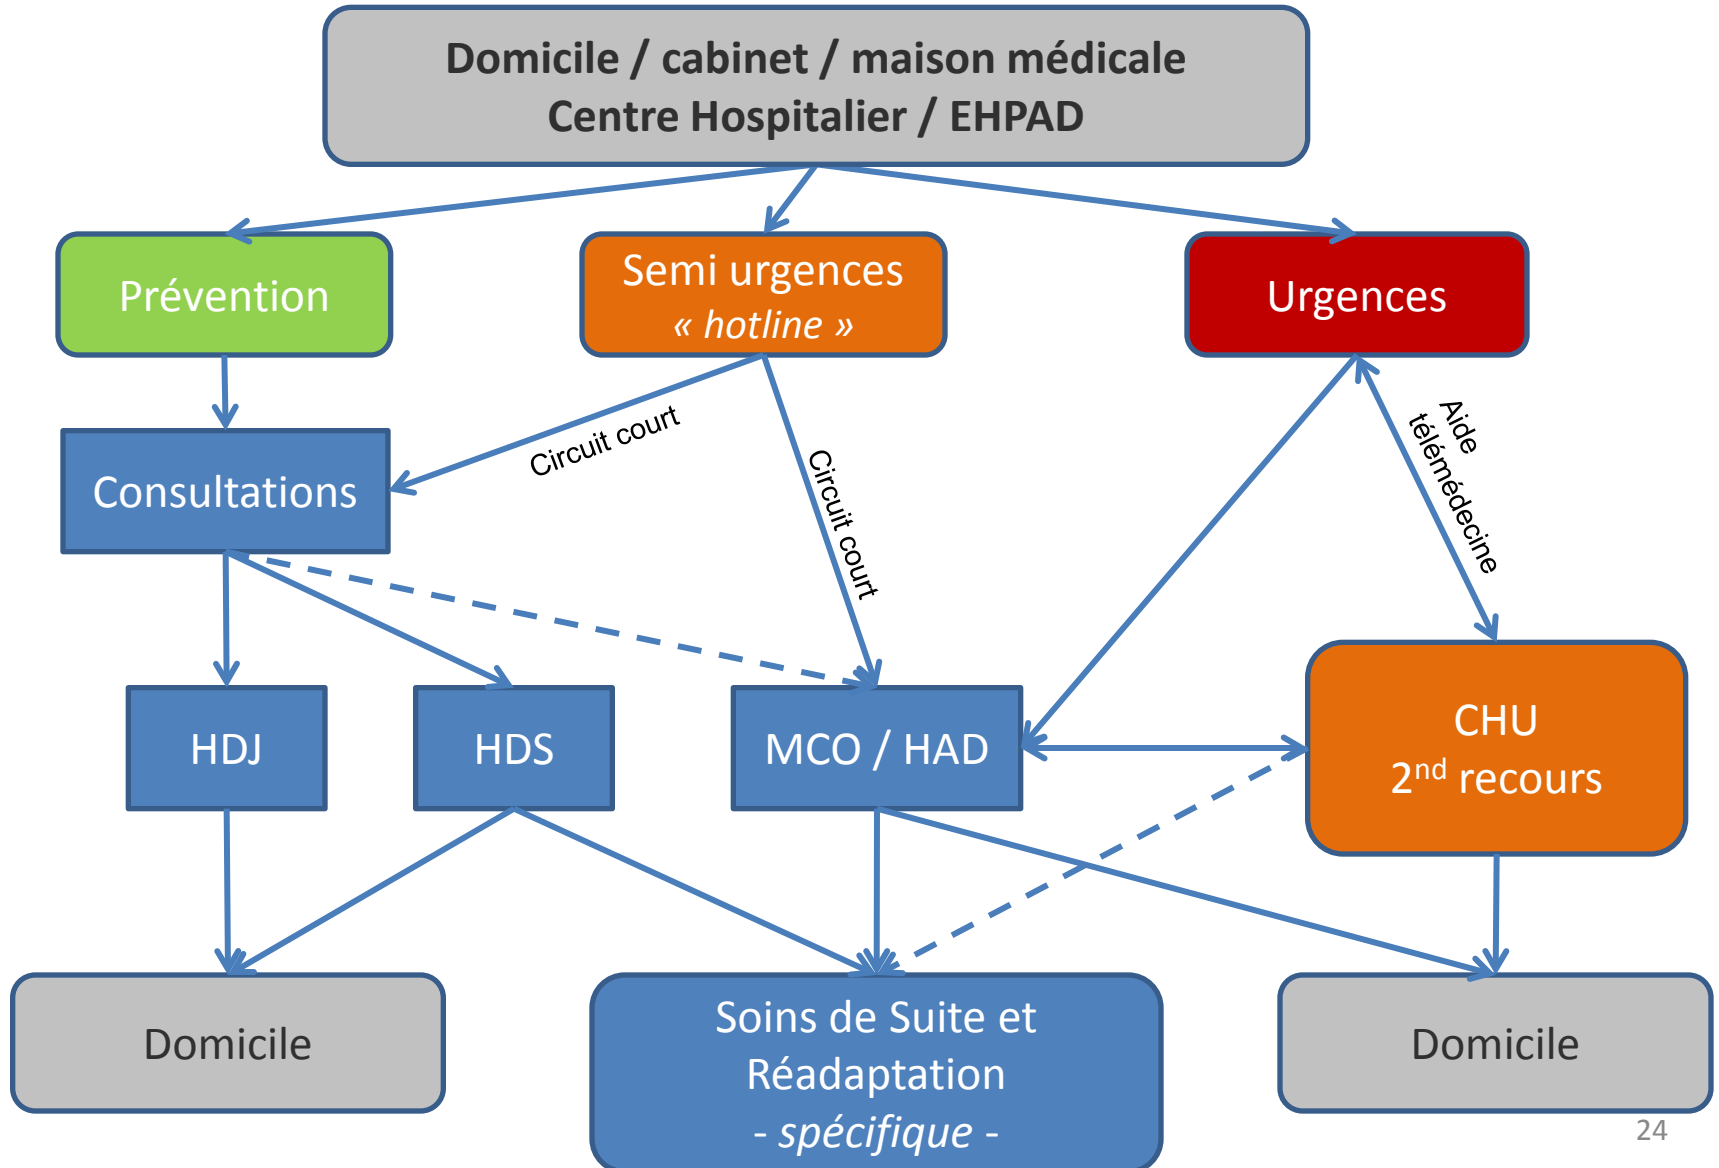 Domicile / cabinet / maison médicale
Centre Hospitalier / EHPAD
Prévention
Semi urgences
« hotline »
Urgences
Circuit court
Circuit court
Aide
télémédecine
Consultations
HDJ
HDS
MCO / HAD
CHU
2nd recours
Domicile
Soins de Suite et
Réadaptation
- spécifique -
Domicile
24